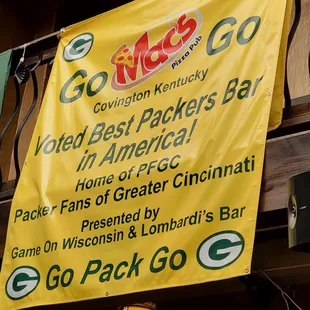 G
Go Mac's Go
Pizza Pub
Covington Kentucky
Voted Best Packers Bar
in America!
Home of PFGC
Packer Fans of Greater Cincinnati
Presented by
Game On Wisconsin & Lombardi's Bar
G Go Pack Go G